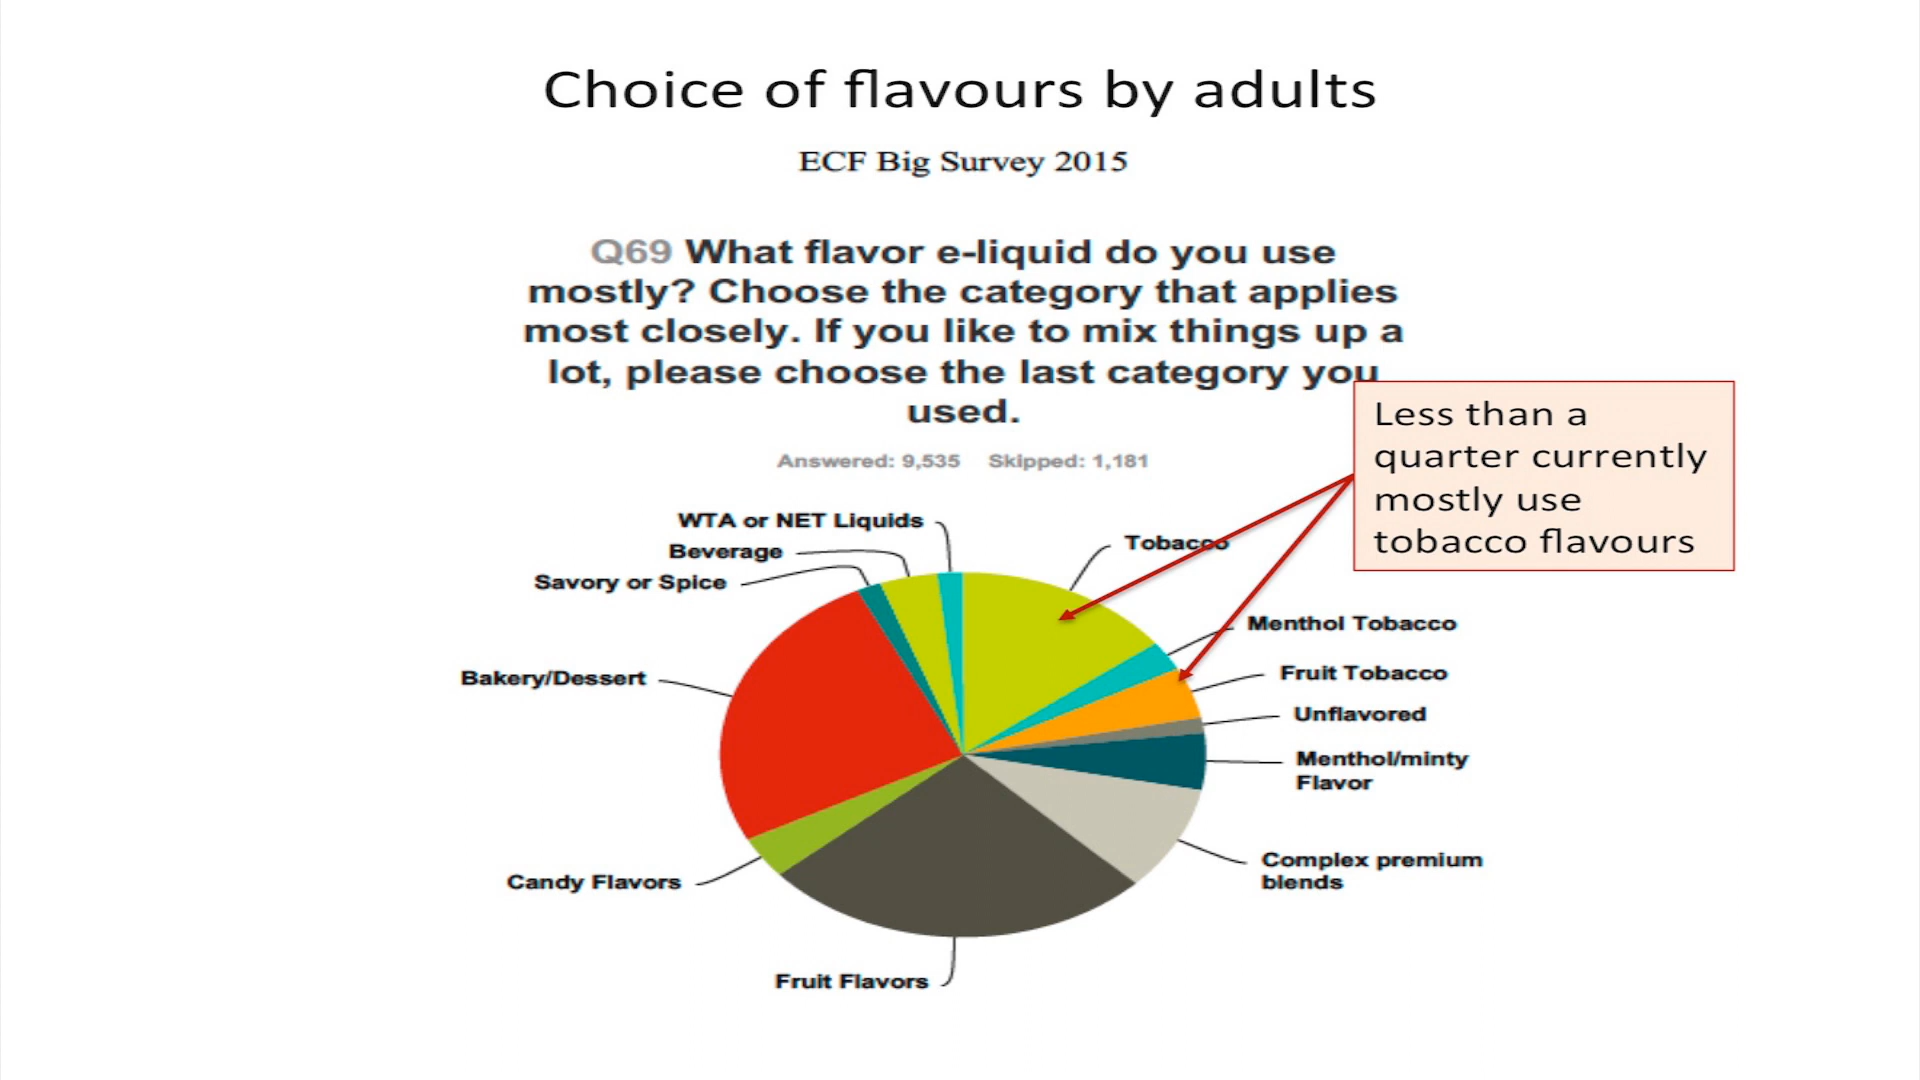 Choice of flavours by adults
ECF Big Survey 2015
Q69 What flavor e-liquid do you use
mostly? Choose the category that applies
most closely. If you like to mix things up a
lot, please choose the last category you
used.
Answered: 9,535 Skipped: 1,181
Less than a
quarter currently
mostly use
tobacco flavours
WTA or NET Liquids
Beverage
Savory or Spice
Bakery/Dessert
Candy Flavors
Fruit Flavors
Tobacco
Menthol Tobacco
Fruit Tobacco
Unflavored
Menthol/minty
Flavor
Complex premium
blends